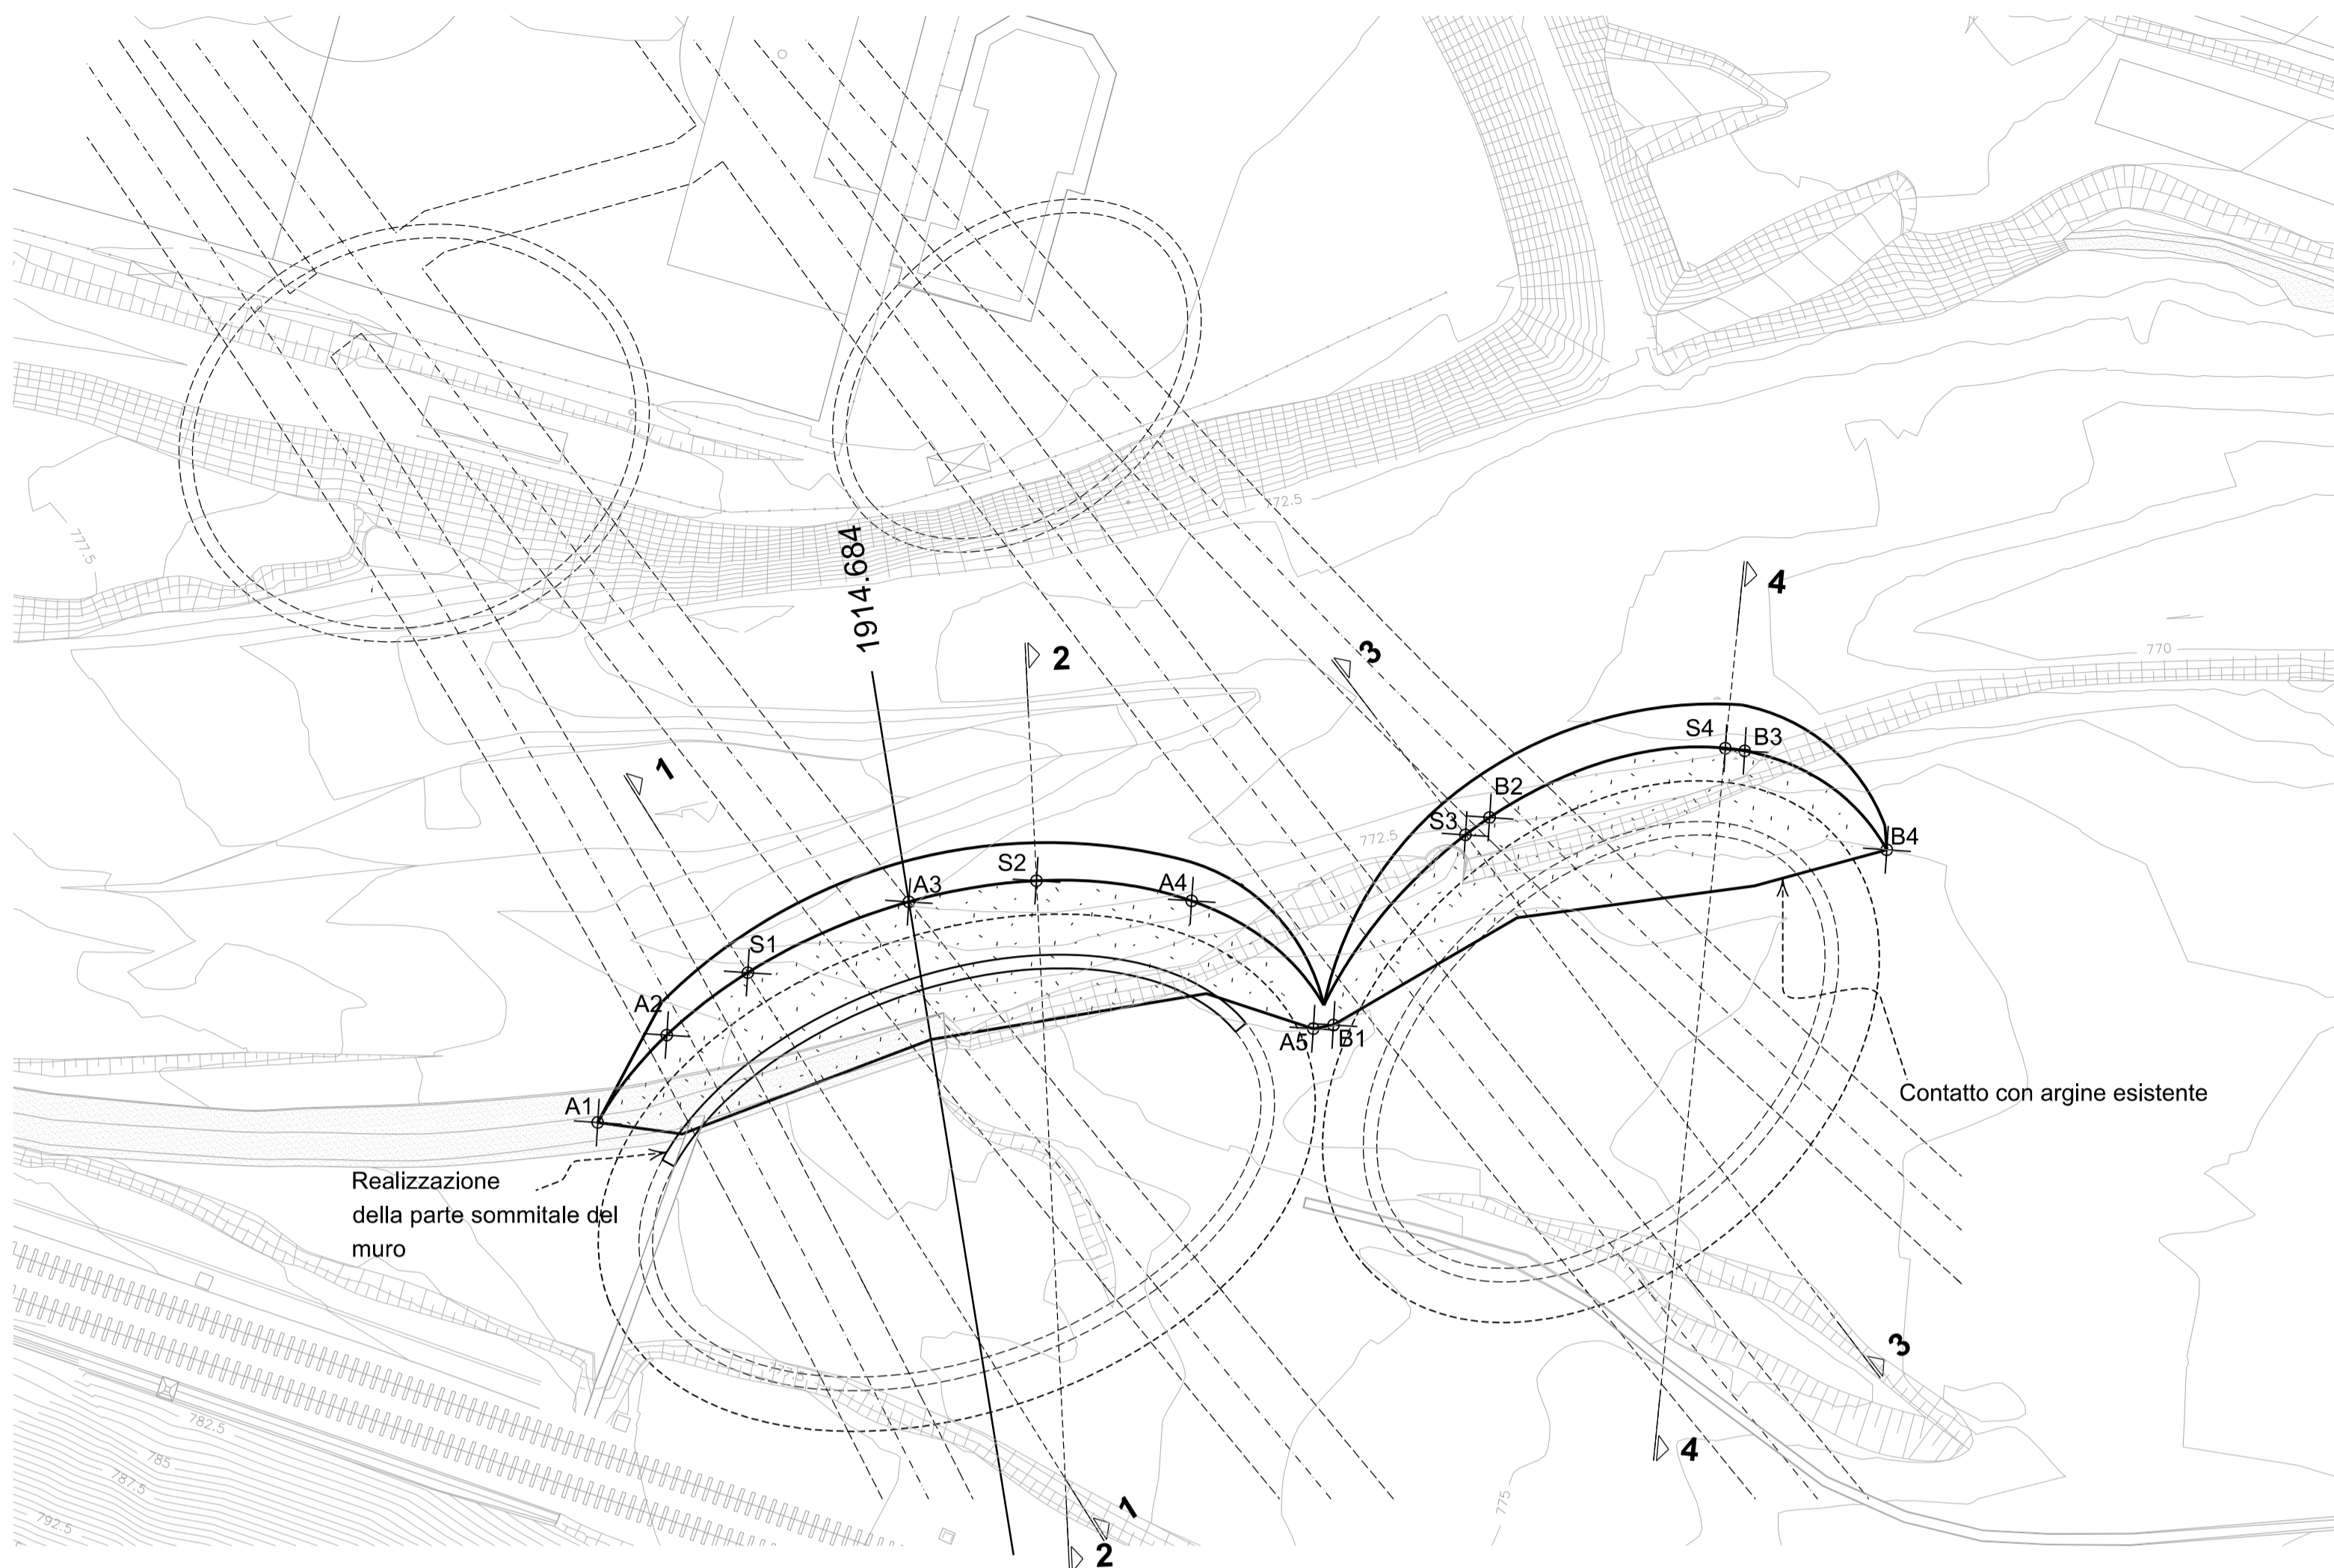 772.5
777.5
1914.684
4
2
3
770
1
S4
B3
B2
S3
772.5
B4
S2
A4
A3
S1
A2
A5
B1
A1
Contatto con argine esistente
Realizzazione
della parte sommitale del
muro
3
4
775
1
2
782.5
785
787.5
792.5